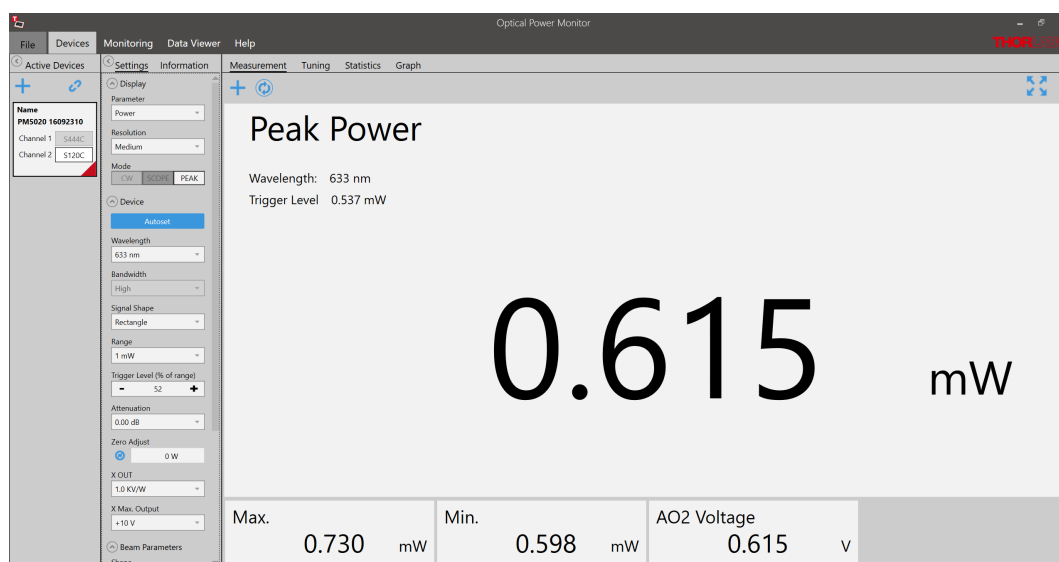 Optical Power Monitor
File Devices Monitoring Data Viewer Help
Active Devices
Name
PM5020 16092310
Channel 1 S444C
Channel 2 S120C
Settings Information
Display
Parameter
Power
Resolution
Medium
Mode
CW SCOPE PEAK
Device
Autoset
Wavelength
633 nm
Bandwidth
High
Signal Shape
Rectangle
Range
1 mW
Trigger Level (% of range)
- 52 +
Attenuation
0.00 dB
Zero Adjust
0 W
X OUT
1.0 KV/W
X Max. Output
+10 V
Beam Parameters
Measurement Tuning Statistics Graph
Peak Power
Wavelength: 633 nm
Trigger Level 0.537 mW
0.615 mW
Max.
0.730 mW
Min.
0.598 mW
AO2 Voltage
0.615 V